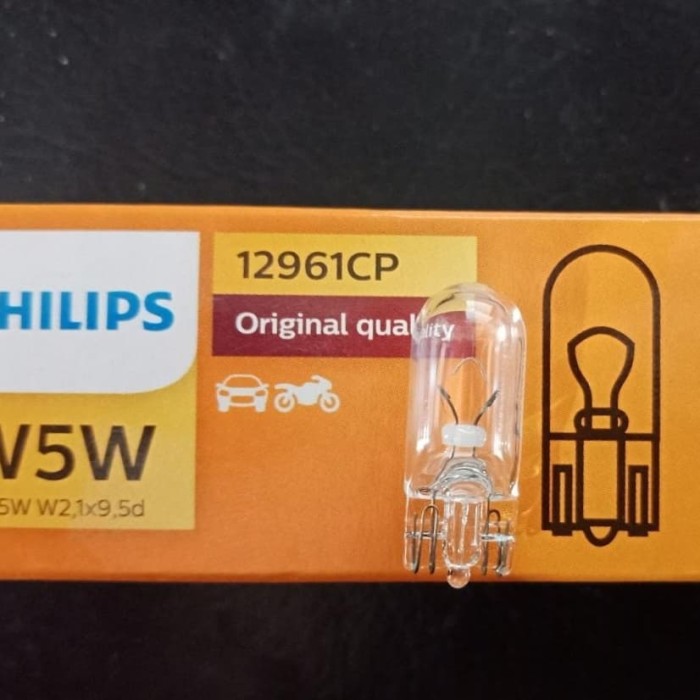 HILIPS
12961CP
Original quality
W5W
5W W2,1x9,5d